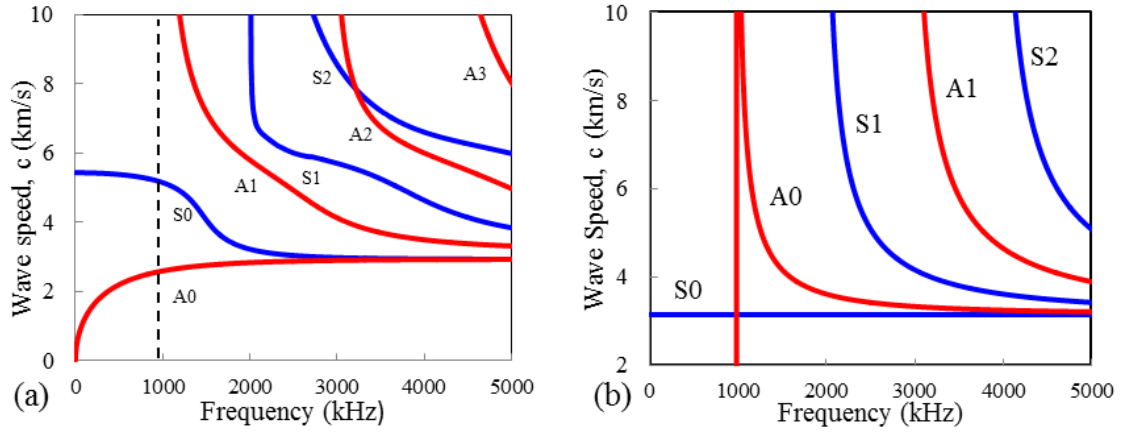 10
8
6
4
2
0
Wave speed, c (km/s)
S2
A3
A2
A1
S1
S0
A0
0 1000 2000 3000 4000 5000
(a) Frequency (kHz)
10
8
6
4
2
Wave Speed, c (km/s)
S2
S1
A1
A0
S0
0 1000 2000 3000 4000 5000
(b) Frequency (kHz)